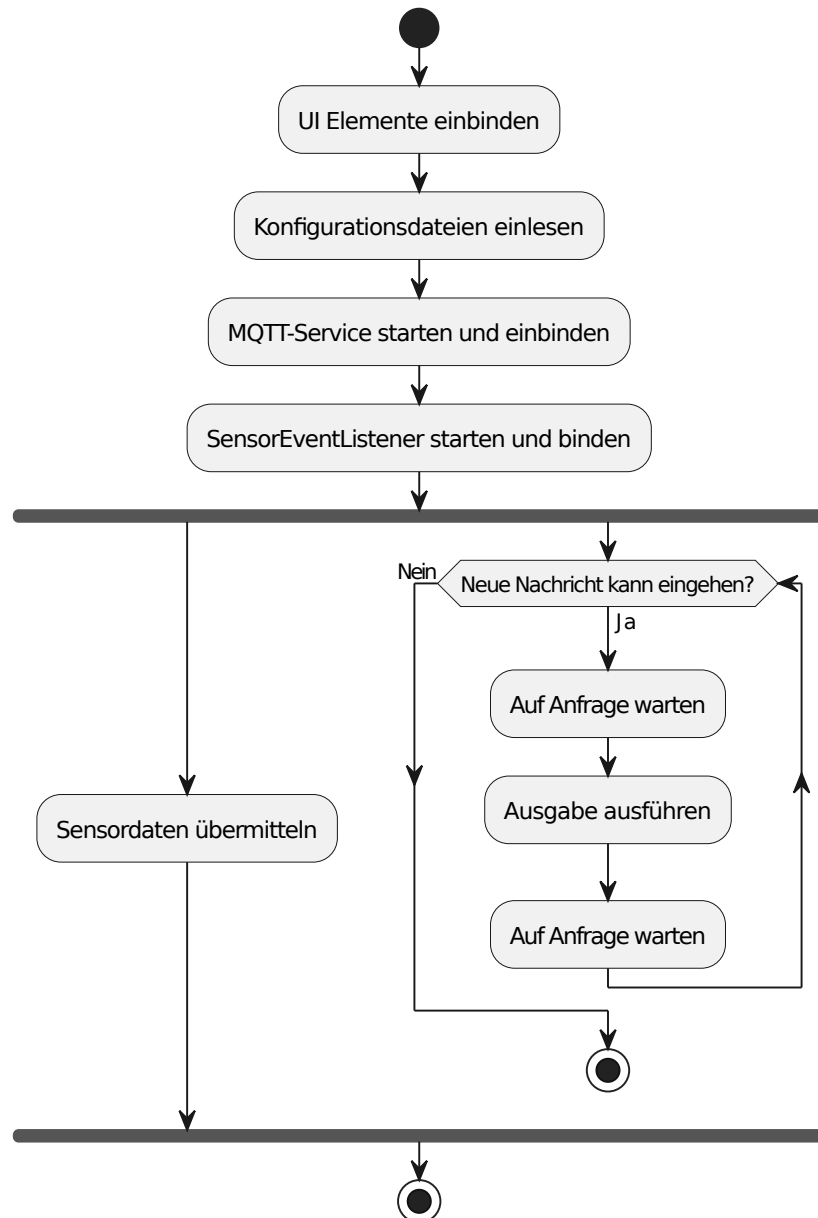 UI Elemente einbinden
Konfigurationsdateien einlesen
MQTT-Service starten und einbinden
SensorEventListener starten und binden
Nein
Neue Nachricht kann eingehen?
Ja
Auf Anfrage warten
Ausgabe ausführen
Sensordaten übermitteln
Auf Anfrage warten